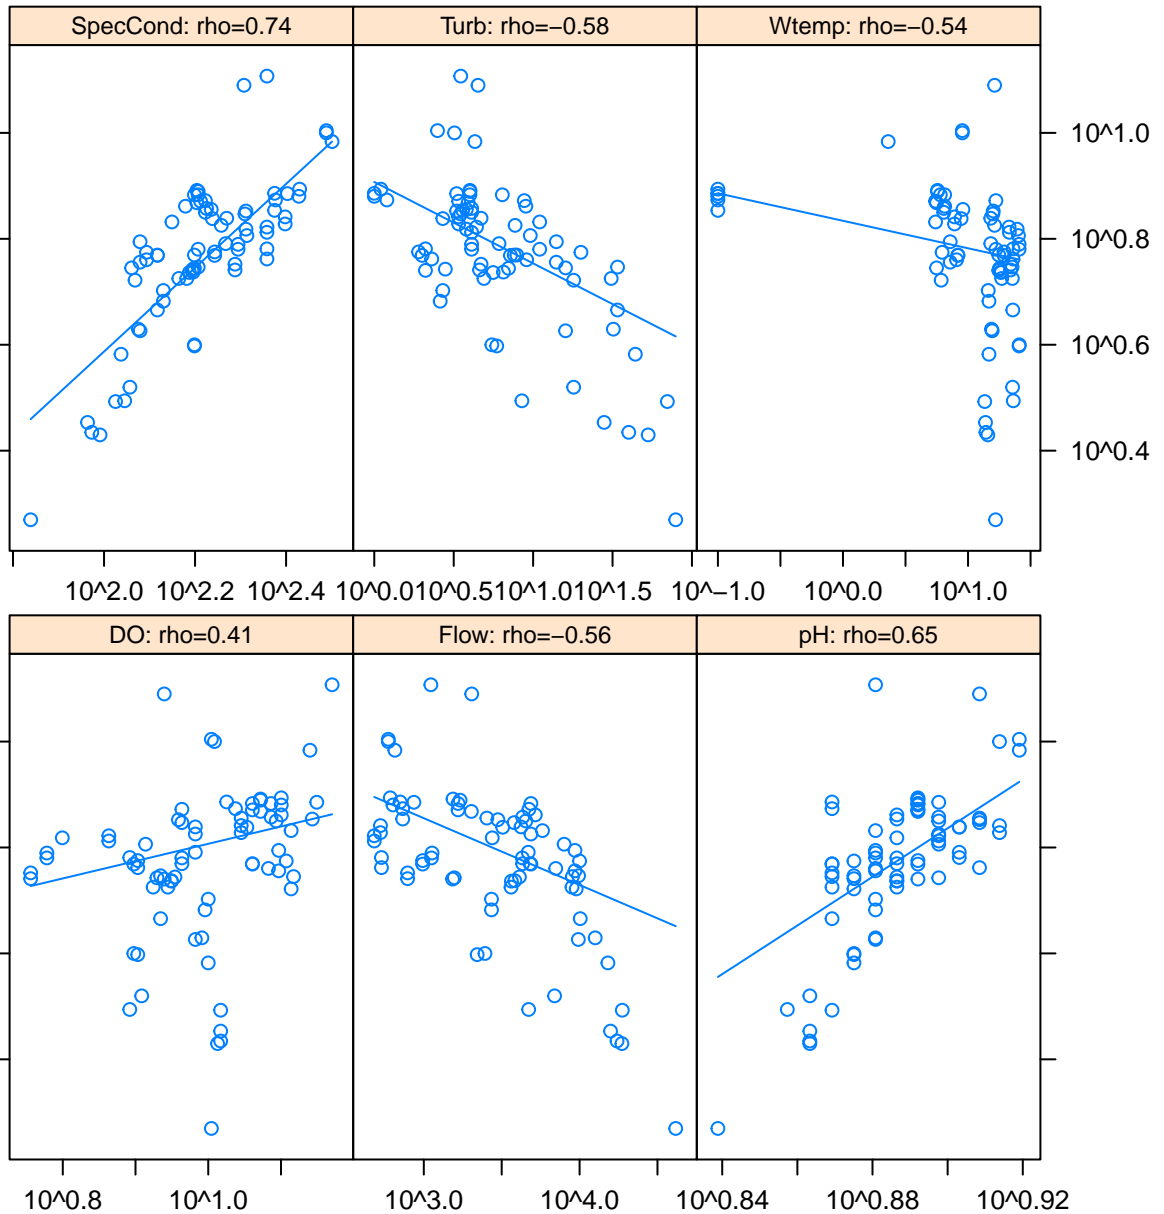 SpecCond: rho=0.74
Turb: rho=−0.58
Wtemp: rho=−0.54
10^1.0
10^0.8
10^0.6
10^0.4
10^2.0 10^2.2 10^2.4
10^0.0 10^0.5 10^1.0 10^1.5
10^−1.0 10^0.0 10^1.0
DO: rho=0.41
Flow: rho=−0.56
pH: rho=0.65
10^0.8 10^1.0
10^3.0 10^4.0
10^0.84 10^0.88 10^0.92